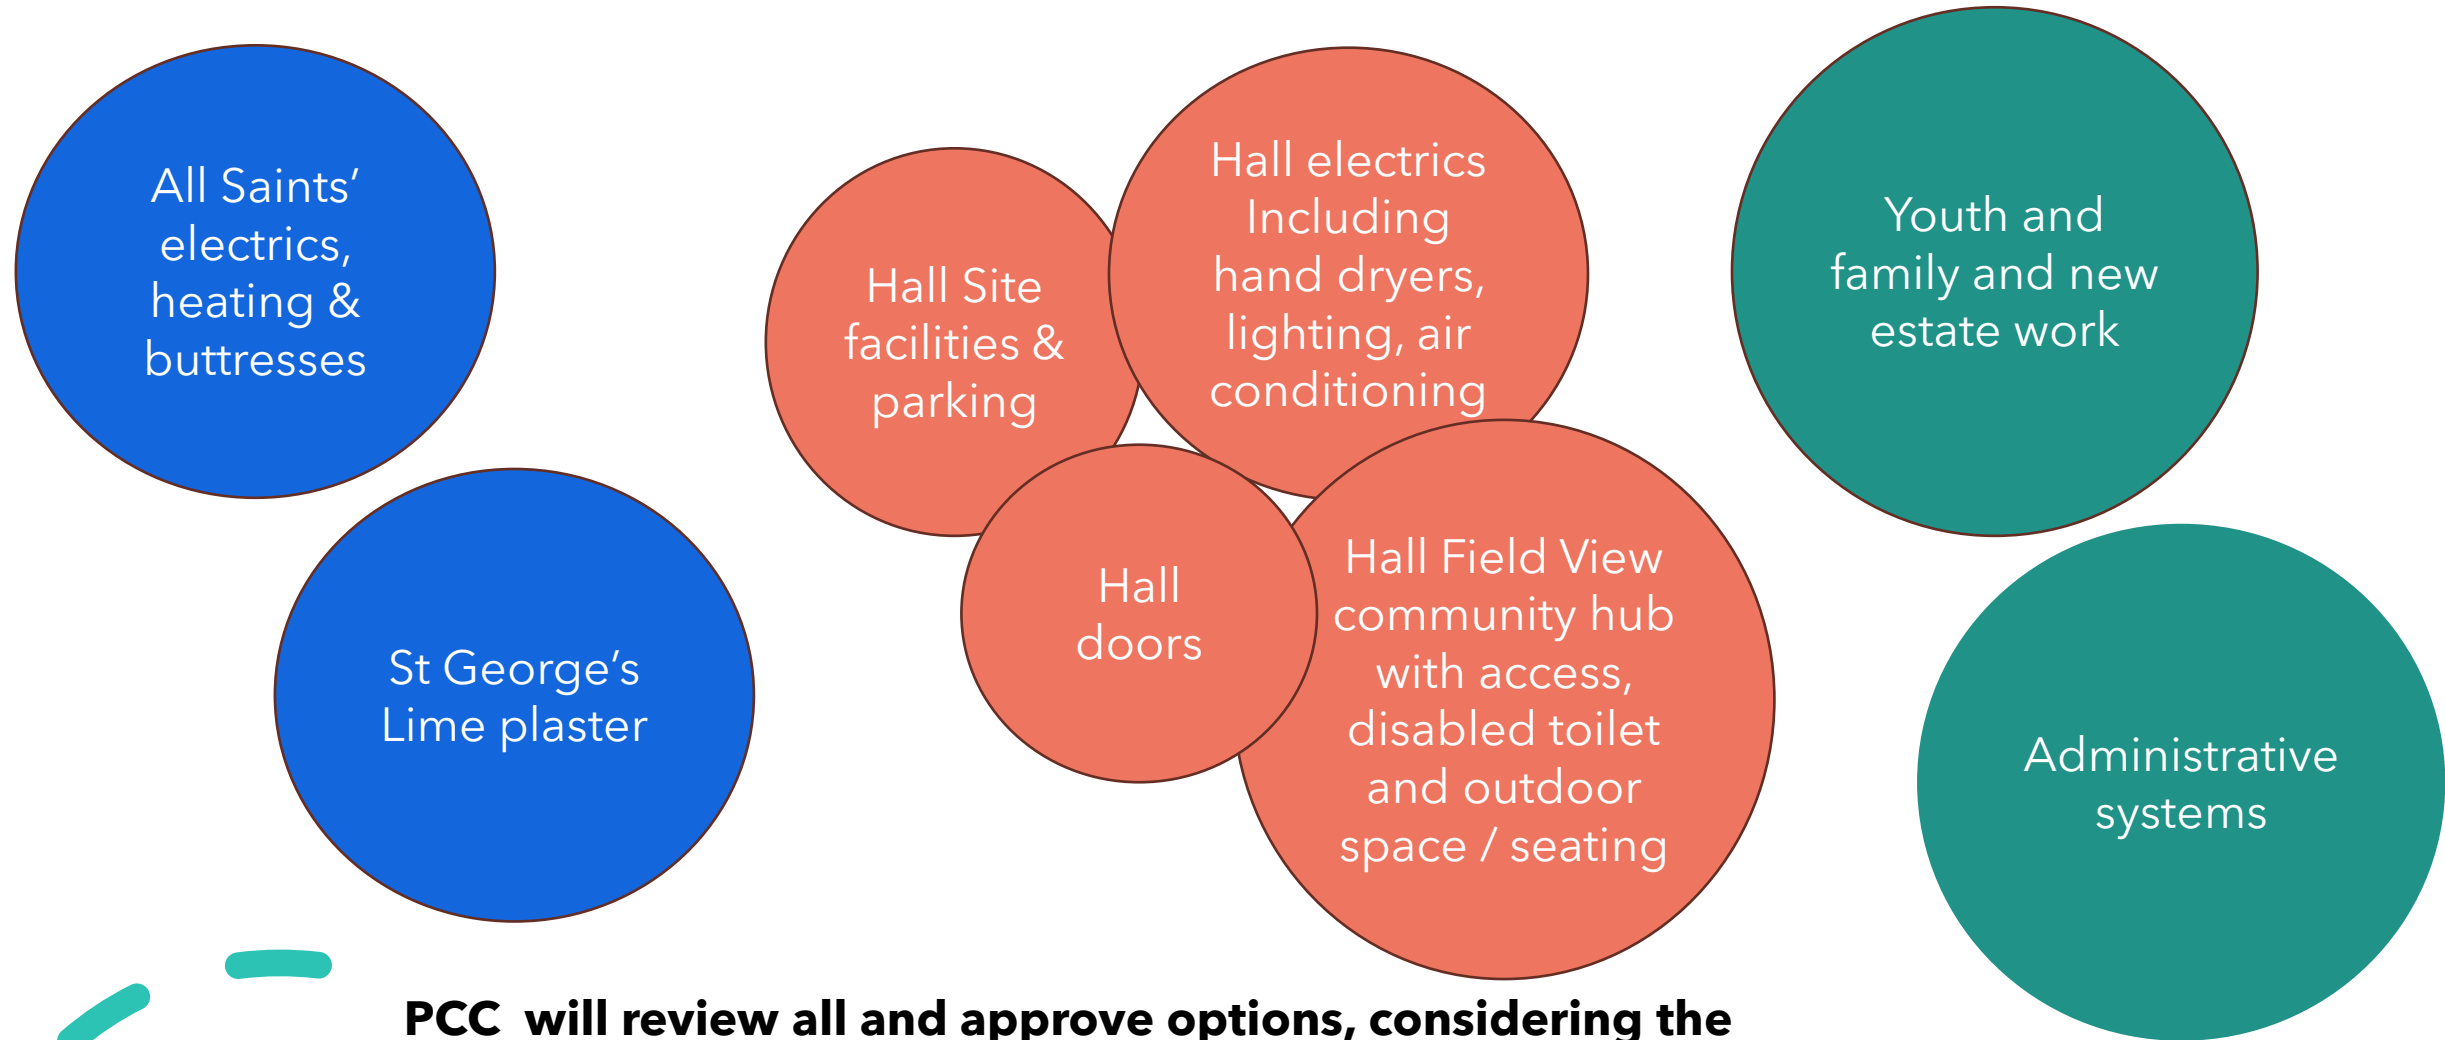 All Saints’
electrics,
heating &
buttresses
St George’s
Lime plaster
Hall Site
facilities &
parking
Hall electrics
Including
hand dryers,
lighting, air
conditioning
Hall
doors
Hall Field View
community hub
with access,
disabled toilet
and outdoor
space / seating
Youth and
family and new
estate work
Administrative
systems
PCC  will review all and approve options, considering the